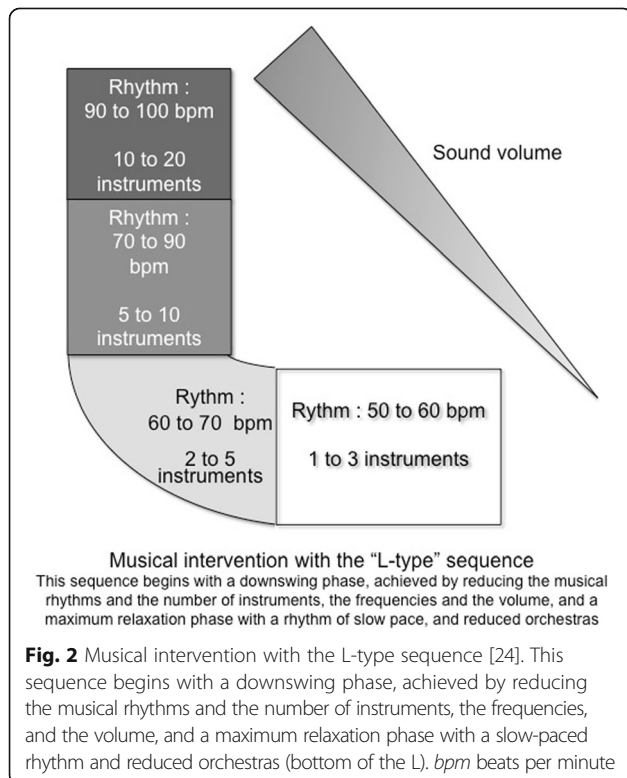 Rhythm :
90 to 100 bpm
10 to 20
instruments
Rhythm :
70 to 90
bpm
5 to 10
instruments
Rythm :
60 to 70 bpm
2 to 5
instruments
Rythm : 50 to 60 bpm
1 to 3 instruments
Sound volume
Musical intervention with the “L-type” sequence
This sequence begins with a downswing phase, achieved by reducing the musical
rhythms and the number of instruments, the frequencies and the volume, and a
maximum relaxation phase with a rhythm of slow pace, and reduced orchestras
Fig. 2 Musical intervention with the L-type sequence [24]. This
sequence begins with a downswing phase, achieved by reducing
the musical rhythms and the number of instruments, the frequencies,
and the volume, and a maximum relaxation phase with a slow-paced
rhythm and reduced orchestras (bottom of the L). bpm beats per minute